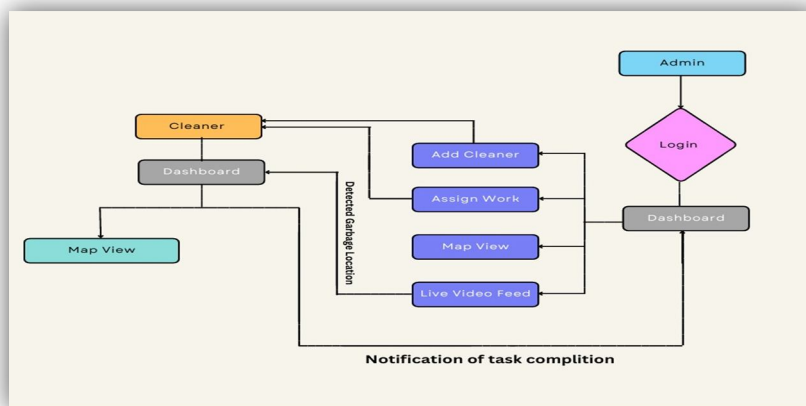 Admin
Login
Dashboard
Add Cleaner
Assign Work
Map View
Live Video Feed
Cleaner
Dashboard
Map View
Detected Garbage Location
Notification of task complition